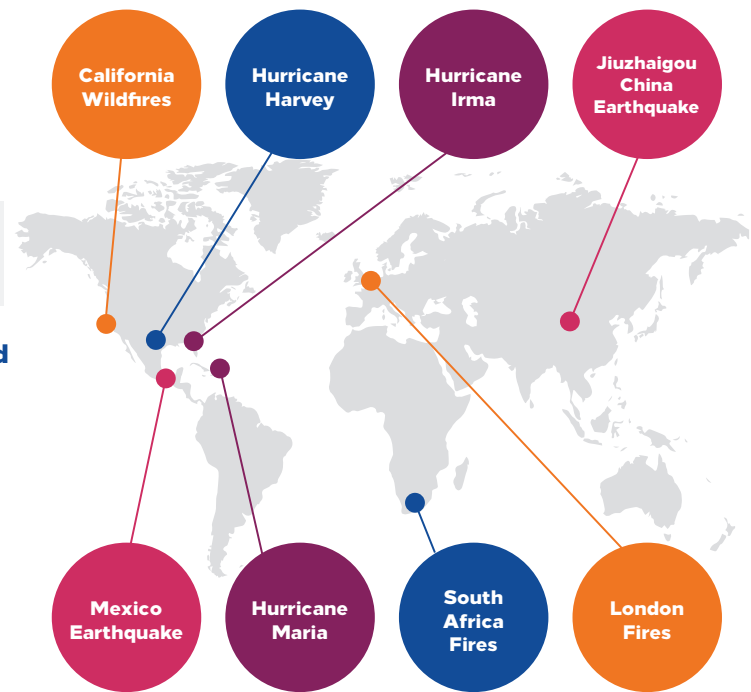 California
Wildfires
Hurricane
Harvey
Hurricane
Irma
Jiuzhaigou
China
Earthquake
d
Mexico
Earthquake
Hurricane
Maria
South
Africa
Fires
London
Fires